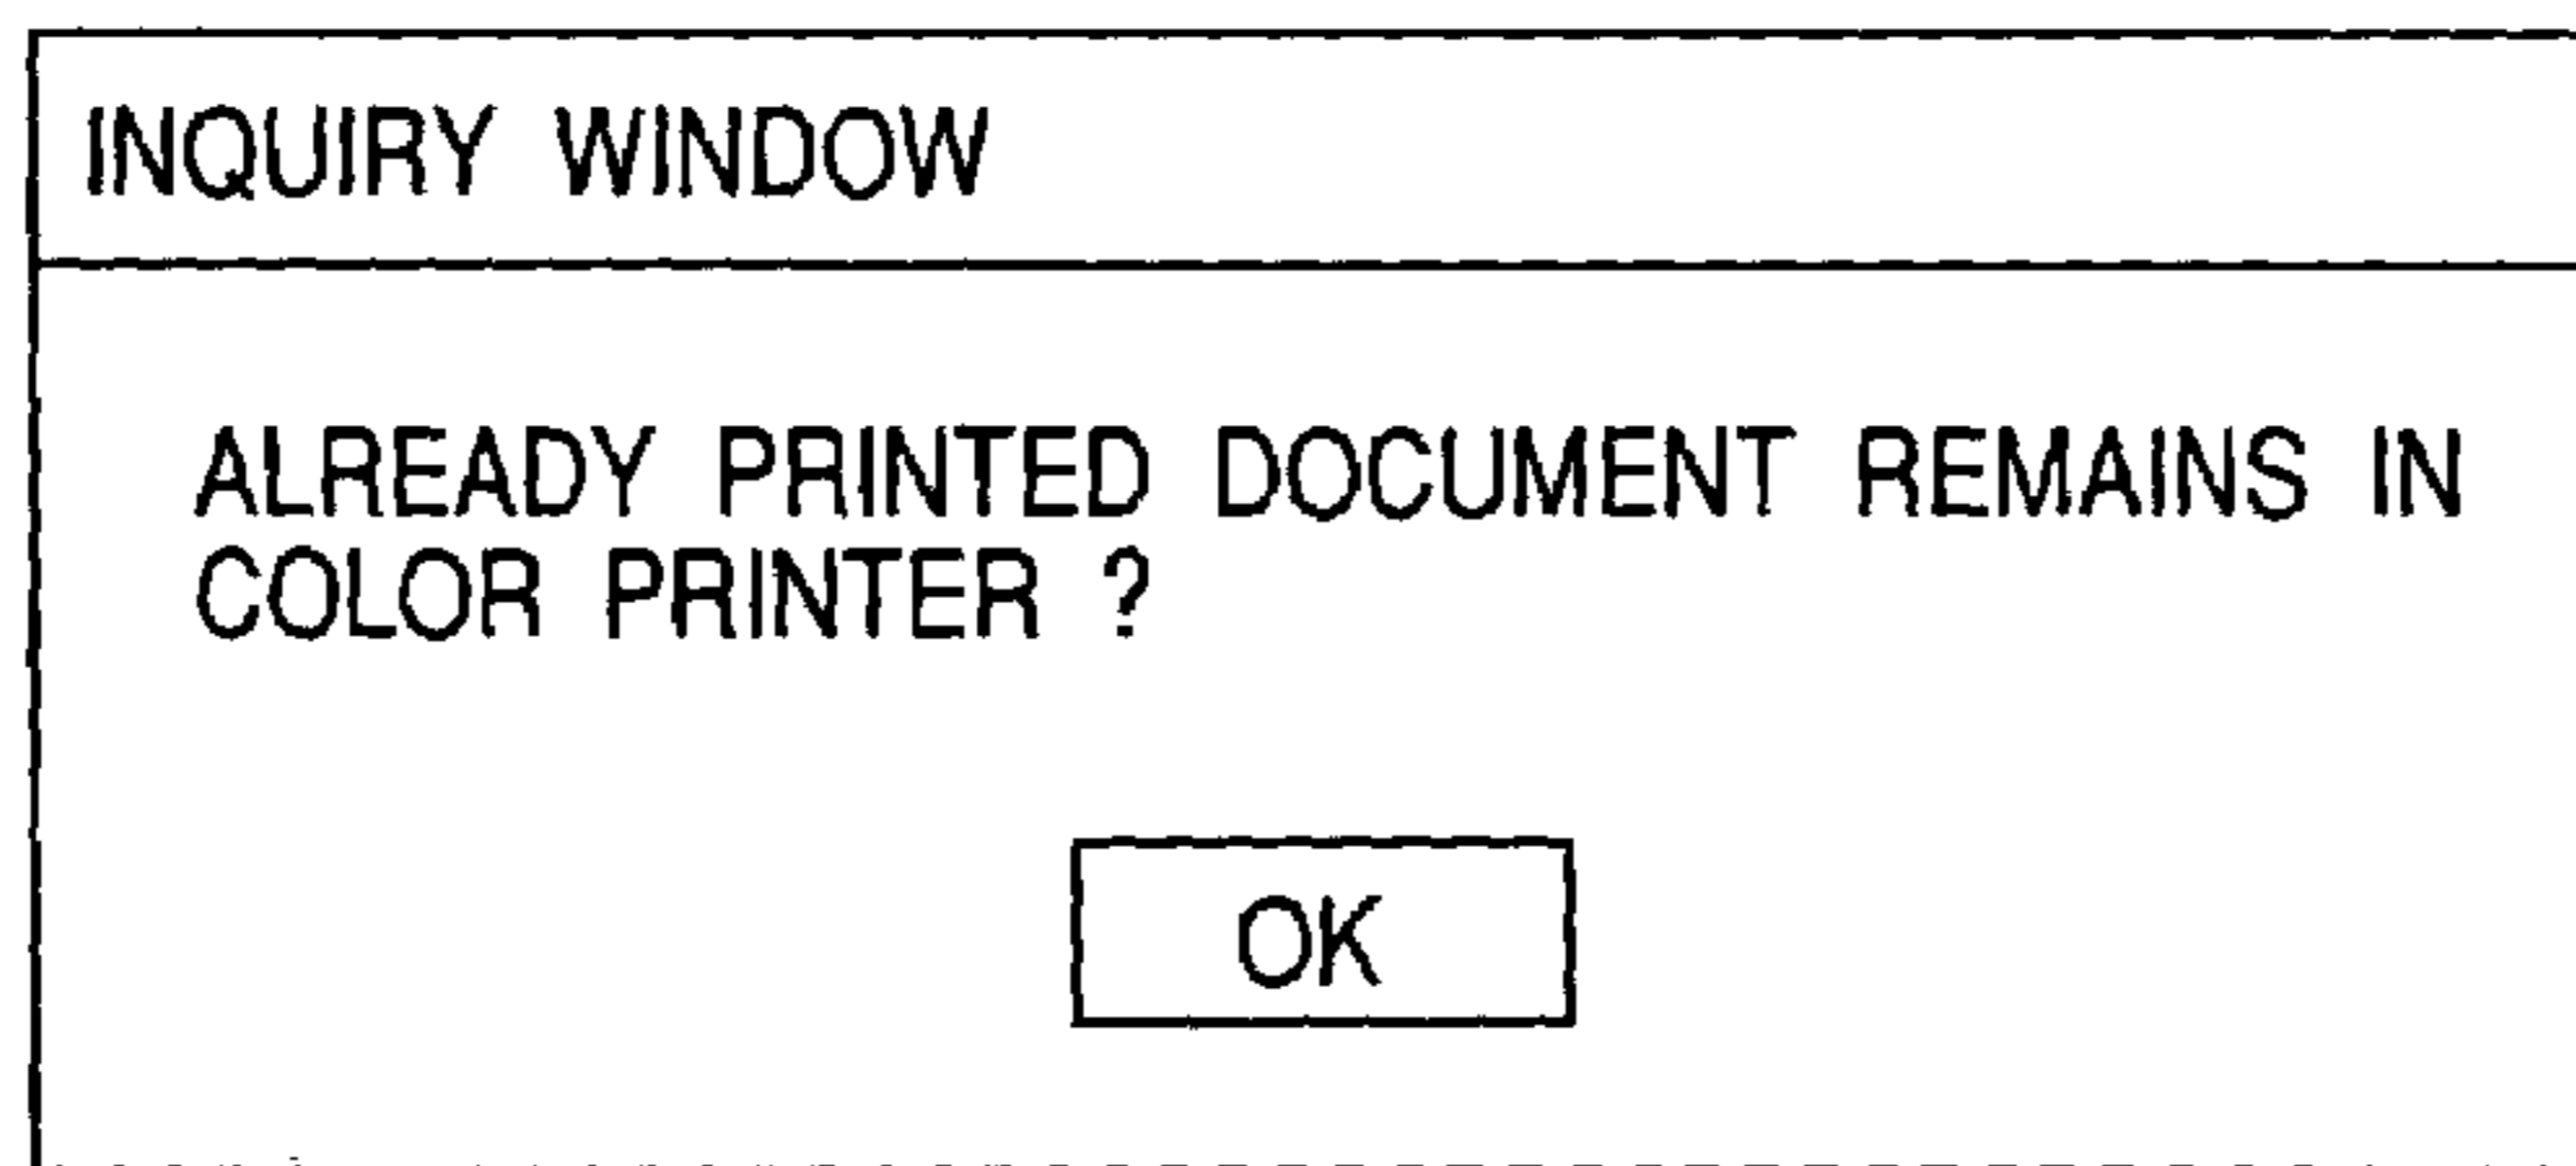 INQUIRY WINDOW
ALREADY PRINTED DOCUMENT REMAINS IN
COLOR PRINTER ?
OK